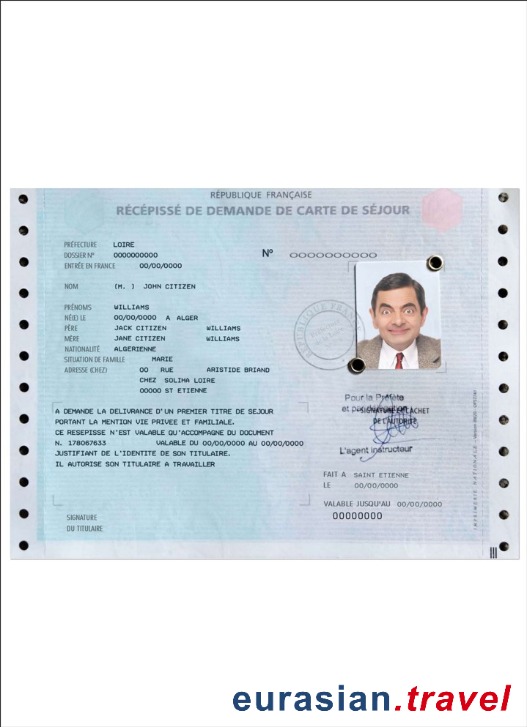 RÉPUBLIQUE FRANÇAISE
RÉCÉPISSÉ DE DEMANDE DE CARTE DE SÉJOUR
PRÉFECTURE LOIRE
DOSSIER N° 0000000000 N° 00000000000
ENTRÉE EN FRANCE 00/00/0000
NOM (M. ) JOHN CITIZEN
PRÉNOMS WILLIAMS
NÉ(E) LE 00/00/0000 A ALGER
PÈRE JACK CITIZEN WILLIAMS
MÈRE JANE CITIZEN WILLIAMS
NATIONALITÉ ALGERIENNE
SITUATION DE FAMILLE MARIE
ADRESSE CHEZ) 00 RUE ARISTIDE BRIAND
CHEZ SOLIHA LOIRE
00000 ST ETIENNE
A DEMANDE LA DELIVRANCE D'UN PREMIER TITRE DE SEJOUR
PORTANT LA MENTION VIE PRIVEE ET FAMILIALE.
CE RESEPISSE N'EST VALABLE QU'ACCOMPAGNE DU DOCUMENT
N. 178067633 VALABLE DU 00/00/0000 AU 00/00/0000
JUSTIFIANT DE L'IDENTITE DE SON TITULAIRE.
IL AUTORISE SON TITULAIRE A TRAVAILLER
SIGNATURE
DU TITULAIRE
RÉPUBLIQUE
Pour la Préfète
et par
SIGNATURE ET CACHET
DE L'AUTORITÉ
L'agent instructeur
FAIT A SAINT ETIENNE
LE 00/00/0000
VALABLE JUSQU'AU 00/00/0000
00000000
IMPRIMERIE NATIONALE
eurasian.travel